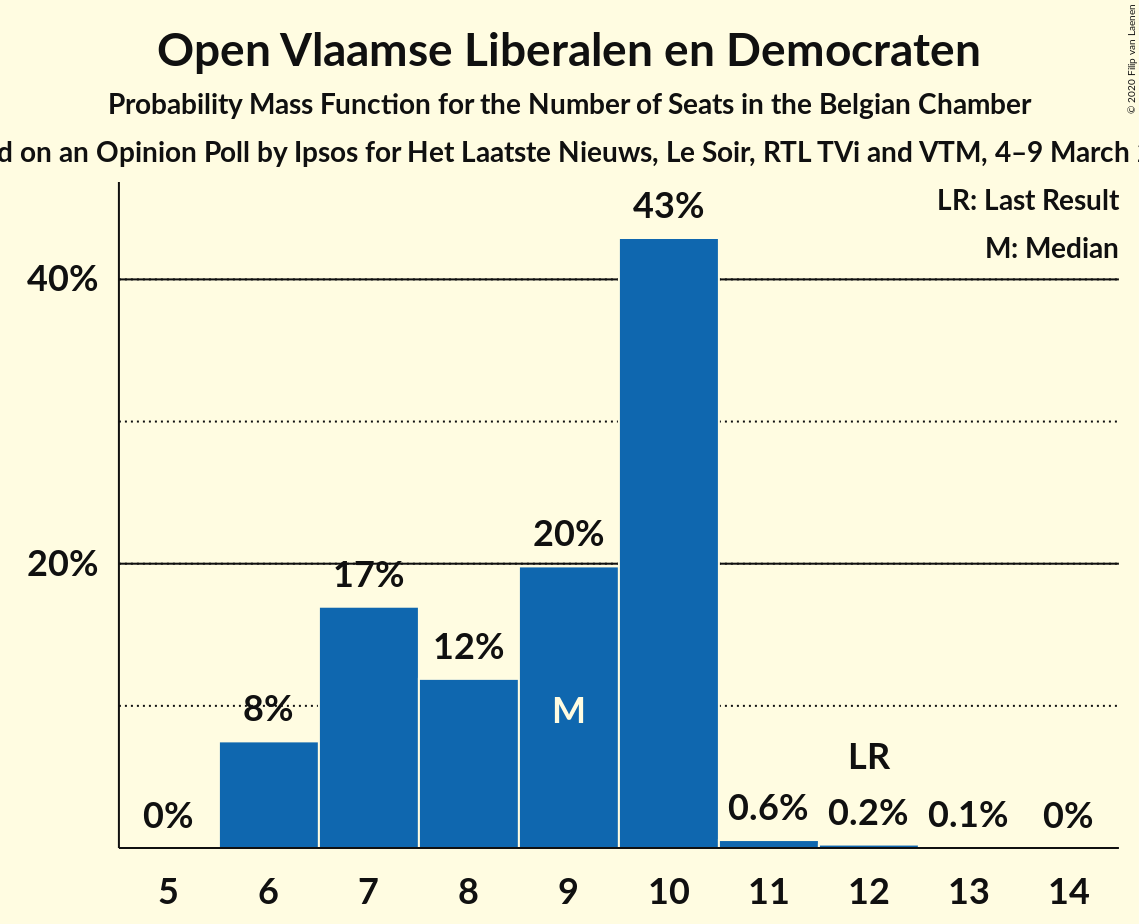 Open Vlaamse Liberalen en Democraten
Probability Mass Function for the Number of Seats in the Belgian Chamber
on an Opinion Poll by Ipsos for Het Laatste Nieuws, Le Soir, RTL TVi and VTM, 4–9 March
© 2020 Filip van Laenen
LR: Last Result
M: Median
43%
40%
20%
20%
17%
12%
8%
M
LR
0%
0.6%
0.2%
0.1%
0%
5 6 7 8 9 10 11 12 13 14